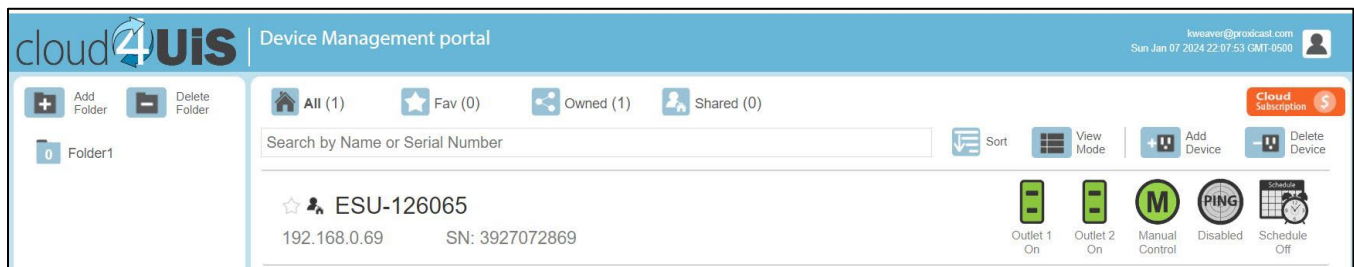 cloud4UiS
Device Management portal
kweaver@proxicast.com
Sun Jan 07 2024 22:07:53 GMT-0500
Add
Folder
Delete
Folder
0 Folder1
All (1)
Fav (0)
Owned (1)
Shared (0)
Cloud
Subscription $
Search by Name or Serial Number
Sort
View
Mode
Add
Device
Delete
Device
ESU-126065
192.168.0.69 SN: 3927072869
Outlet 1
On
Outlet 2
On
M
Manual
Control
PING
Disabled
Schedule
Schedule
Off